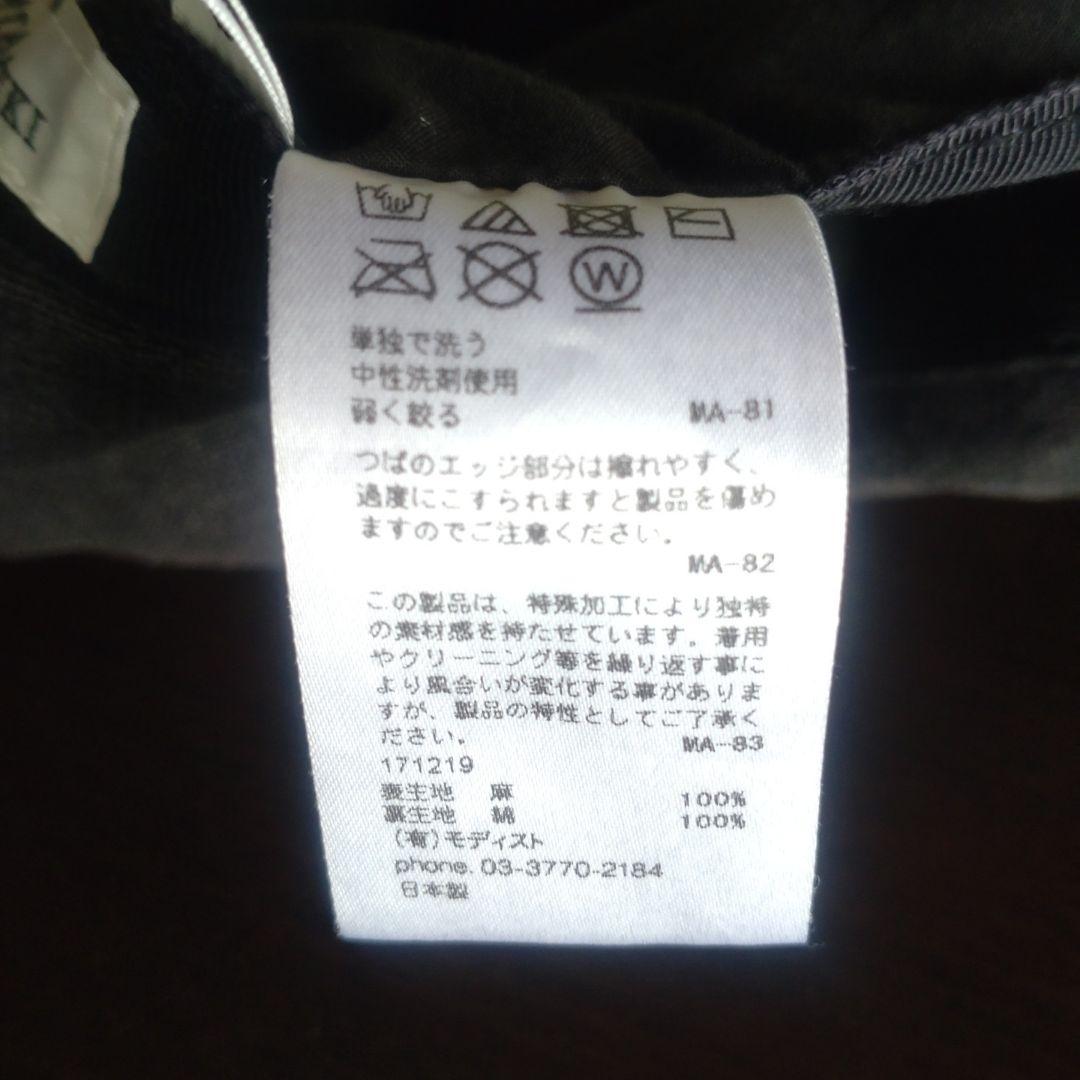 KI
W
単独で洗う
中性洗剤使用
弱く絞る MA-81
つばのエッジ部分は擦れやすく、
過度にこすられますと製品を傷め
ますのでご注意ください。
MA-82
この製品は、特殊加工により独特
の素材感を持たせています。着用
やクリーニング等を繰り返す事に
より風合いが変化する事がありま
すが、製品の特性としてご了承く
ださい。 MA-83
171219
表生地 麻 100%
裏生地 綿 100%
(有)モディスト
phone. 03-3770-2184
日本製